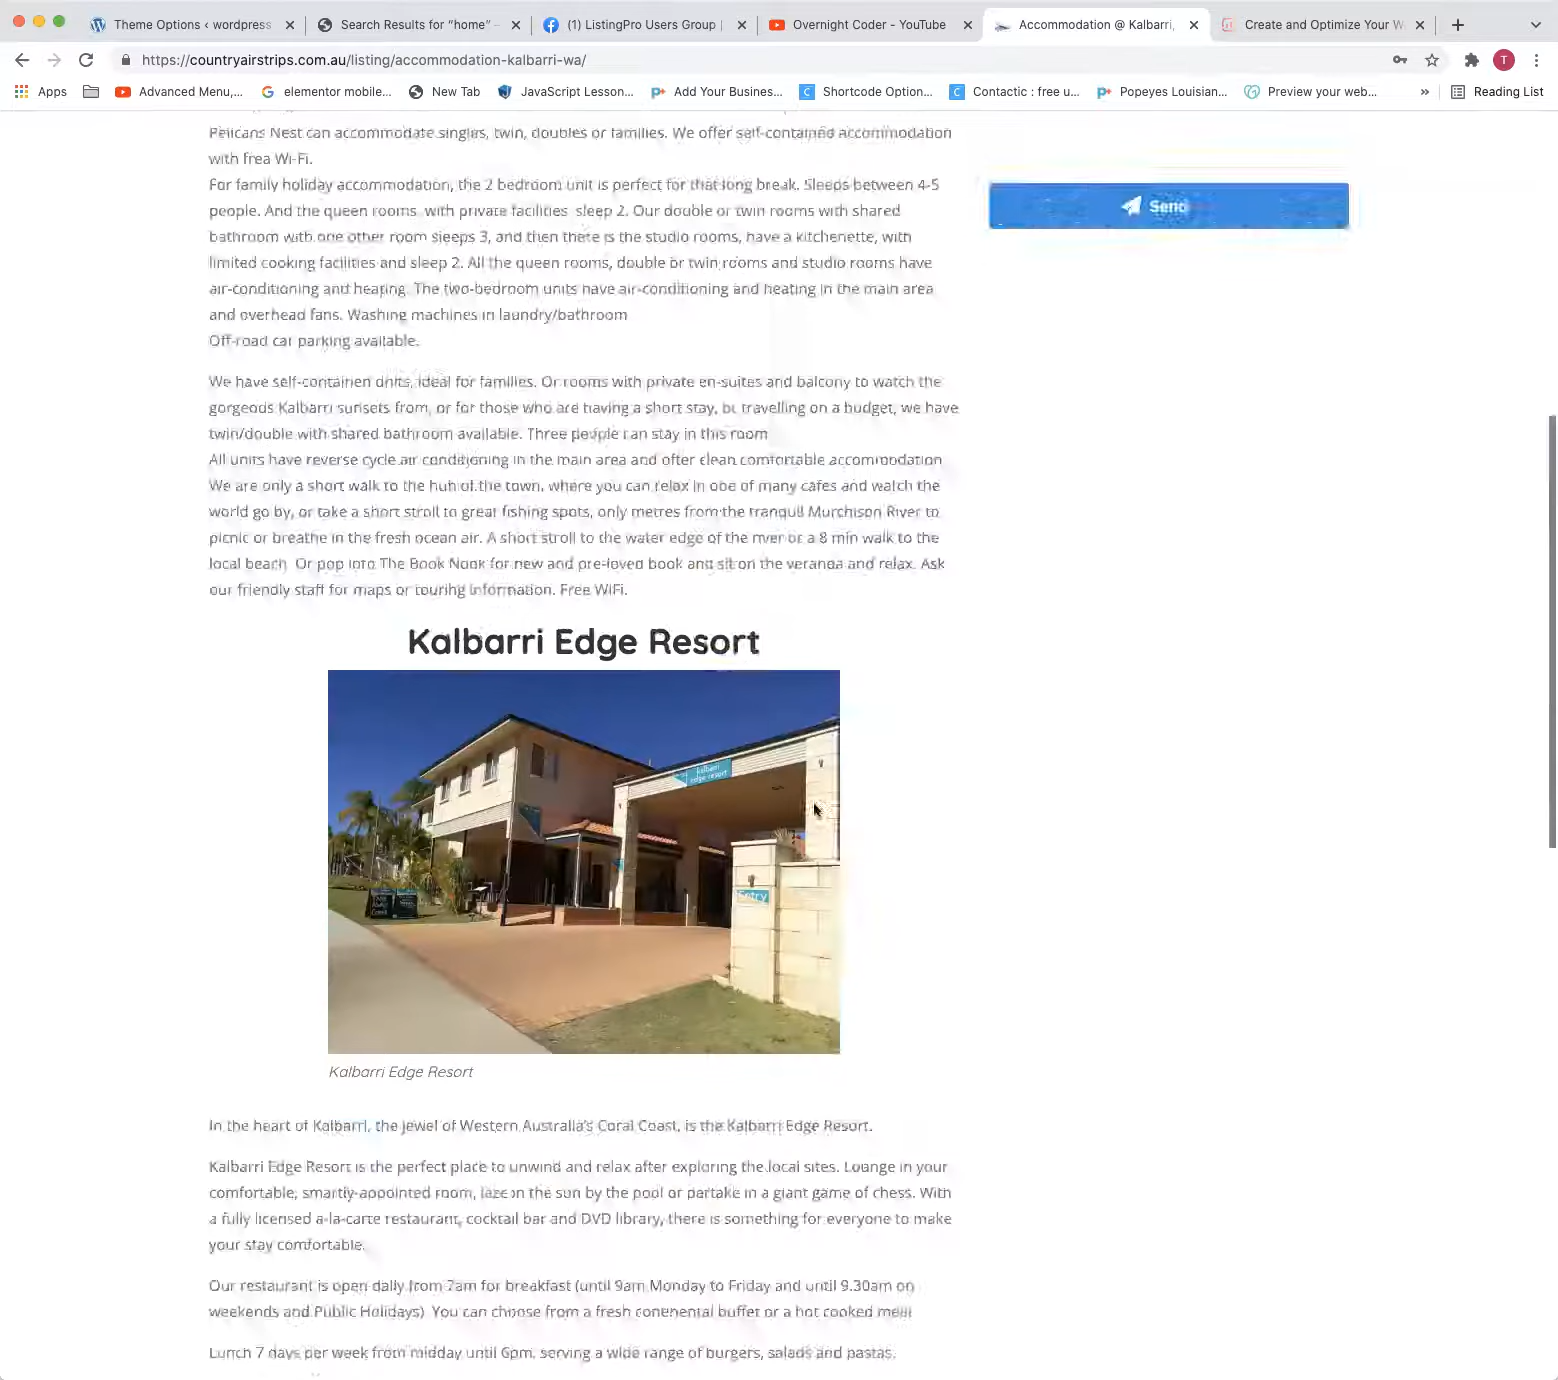 Theme Options ‹ wordpress
Search Results for “home” –
(1) ListingPro Users Group |
Overnight Coder - YouTube
Accommodation @ Kalbarri,
Create and Optimize Your W
https://countryairstrips.com.au/listing/accommodation-kalbarri-wa/
T
Apps
Advanced Menu,...
elementor mobile...
New Tab
JavaScript Lesson...
Add Your Busines...
Shortcode Option...
Contactic : free u...
Popeyes Louisian...
Preview your web...
»
Reading List
Pelicans Nest can accommodate singles, twin, doubles or families. We offer self-contained accommodation
with free Wi-Fi.
For family holiday accommodation, the 2 bedroom unit is perfect for that long break. Sleeps between 4-5
people. And the queen rooms with private facilities sleep 2. Our double or twin rooms with shared
bathroom with one other room sleeps 3, and then there is the studio rooms, have a kitchenette, with
limited cooking facilities and sleep 2. All the queen rooms, double or twin rooms and studio rooms have
air-conditioning and heating. The two-bedroom units have air-conditioning and heating in the main area
and overhead fans. Washing machines in laundry/bathroom
Off-road car parking available.
We have self-contained units, ideal for families. Or rooms with private en-suites and balcony to watch the
gorgeous Kalbarri sunsets from, or for those who are having a short stay, or travelling on a budget, we have
twin/double with shared bathroom available. Three people can stay in this room
All units have reverse cycle air conditioning in the main area and offer clean comfortable accommodation
We are only a short walk to the hub of the town, where you can relax in one of many cafes and watch the
world go by, or take a short stroll to great fishing spots, only metres from the tranquil Murchison River to
picnic or breathe in the fresh ocean air. A short stroll to the water edge of the river or a 8 min walk to the
local beach. Or pop into The Book Nook for new and pre-loved book and sit on the veranda and relax. Ask
our friendly staff for maps or touring information. Free WiFi.
Send
Kalbarri Edge Resort
kalbarri
edge resort
Entry
Kalbarri Edge Resort
In the heart of Kalbarri, the jewel of Western Australia’s Coral Coast, is the Kalbarri Edge Resort.
Kalbarri Edge Resort is the perfect place to unwind and relax after exploring the local sites. Lounge in your
comfortable, smartly-appointed room, laze in the sun by the pool or partake in a giant game of chess. With
a fully licensed a-la-carte restaurant, cocktail bar and DVD library, there is something for everyone to make
your stay comfortable.
Our restaurant is open daily from 7am for breakfast (until 9am Monday to Friday and until 9.30am on
weekends and Public Holidays). You can choose from a fresh continental buffet or a hot cooked meal
Lunch 7 days per week from midday until 6pm, serving a wide range of burgers, salads and pastas.